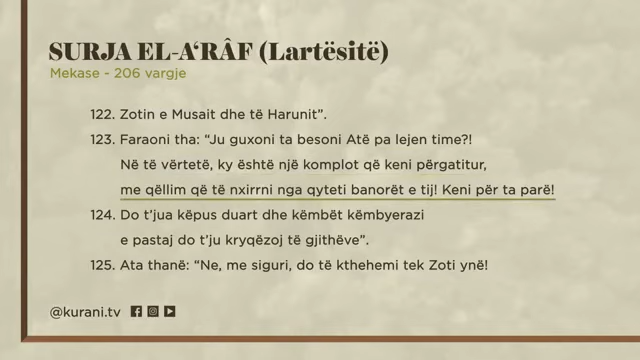 SURJA EL-A‘RÂF (Lartësitë)
Mekase - 206 vargje
122. Zotin e Musait dhe të Harunit”.
123. Faraoni tha: “Ju guxoni ta besoni Atë pa lejen time?!
Në të vërtetë, ky është një komplot që keni përgatitur,
me qëllim që të nxirrni nga qyteti banorët e tij! Keni për ta parë!
124. Do t’jua këpus duart dhe këmbët këmbyerazi
e pastaj do t’ju kryqëzoj të gjithëve”.
125. Ata thanë: “Ne, me siguri, do të kthehemi tek Zoti ynë!
@kurani.tv